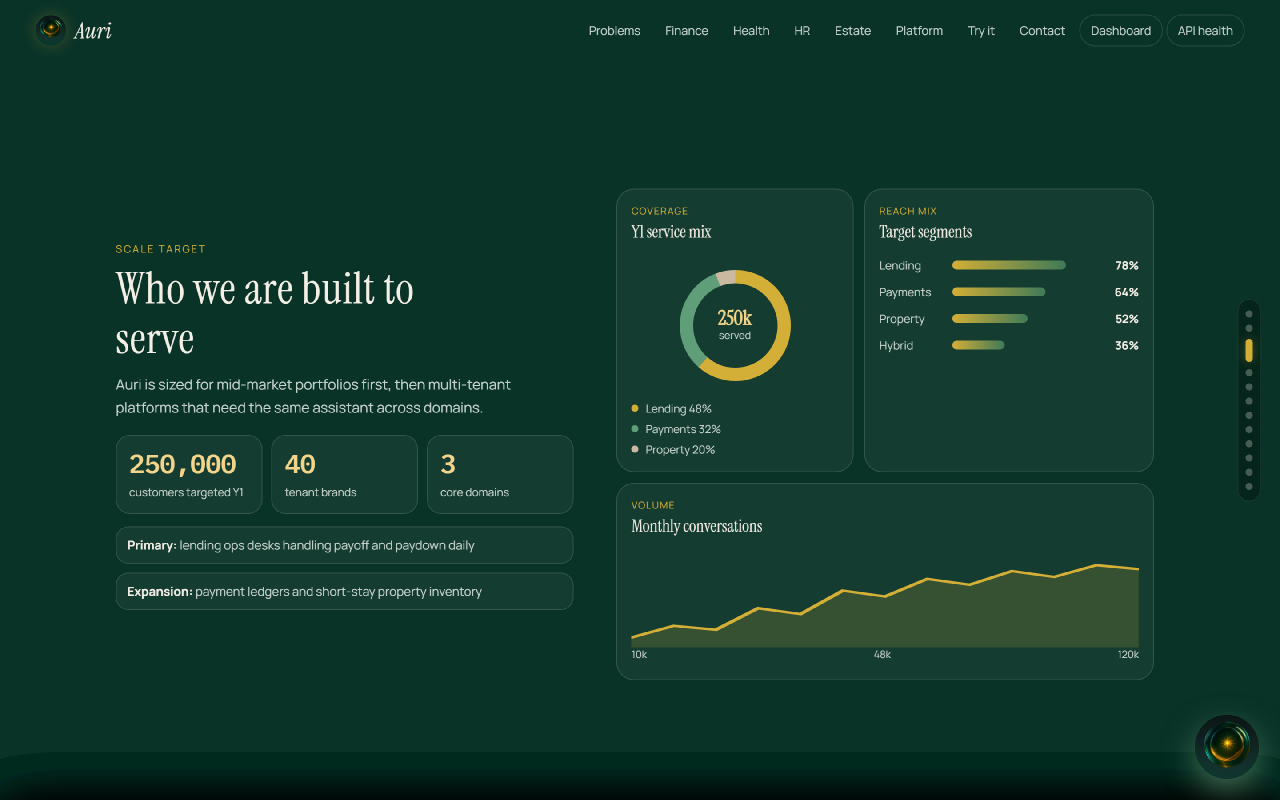 Auri
Problems
Finance
Health
HR
Estate
Platform
Try it
Contact
Dashboard
API health
SCALE TARGET
Who we are built to
serve
Auri is sized for mid-market portfolios first, then multi-tenant
platforms that need the same assistant across domains.
250,000
customers targeted Y1
40
tenant brands
3
core domains
Primary: lending ops desks handling payoff and paydown daily
Expansion: payment ledgers and short-stay property inventory
COVERAGE
Y1 service mix
250k
served
Lending 48%
Payments 32%
Property 20%
REACH MIX
Target segments
Lending 78%
Payments 64%
Property 52%
Hybrid 36%
VOLUME
Monthly conversations
10k 48k 120k